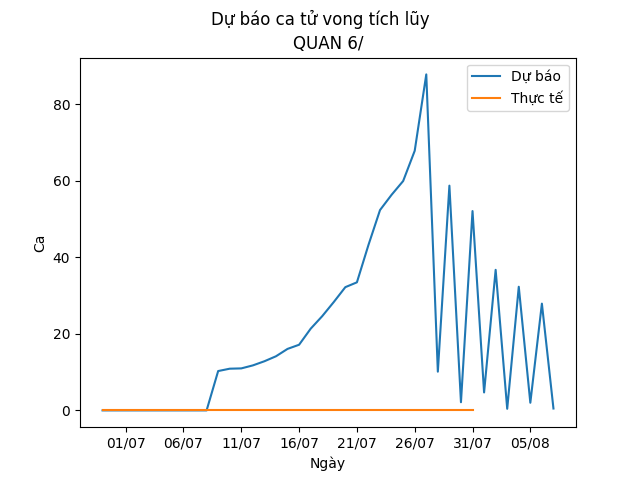 Dự báo ca tử vong tích lũy
QUAN 6/
Dự báo
Thực tế
Ca
80
60
40
20
0
01/07 06/07 11/07 16/07 21/07 26/07 31/07 05/08
Ngày